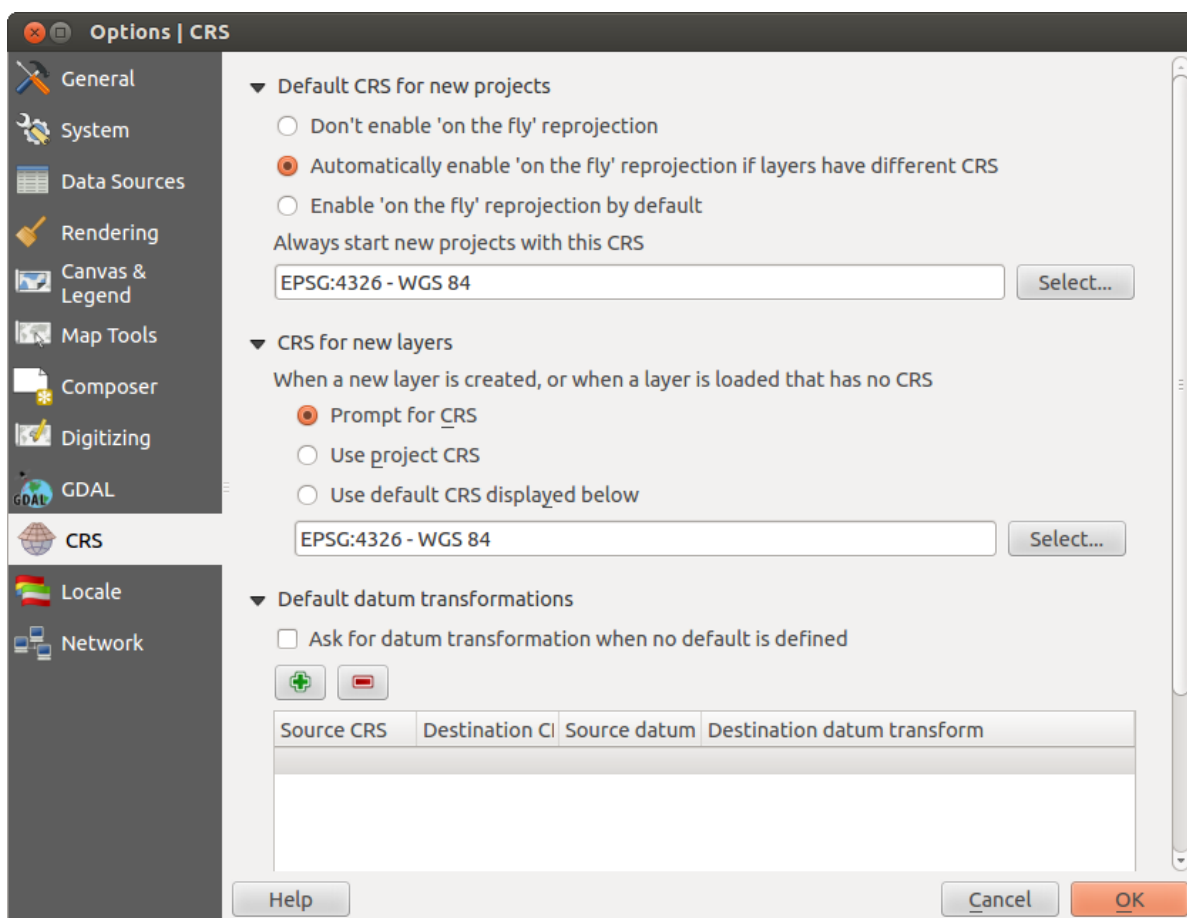 Options | CRS
General
System
Data Sources
Rendering
Canvas &
Legend
Map Tools
Composer
Digitizing
GDAL
GDAL
CRS
Locale
Network
Default CRS for new projects
Don't enable 'on the fly' reprojection
Automatically enable 'on the fly' reprojection if layers have different CRS
Enable 'on the fly' reprojection by default
Always start new projects with this CRS
EPSG:4326 - WGS 84
Select...
CRS for new layers
When a new layer is created, or when a layer is loaded that has no CRS
Prompt for CRS
Use project CRS
Use default CRS displayed below
EPSG:4326 - WGS 84
Select...
Default datum transformations
Ask for datum transformation when no default is defined
Source CRS
Destination CI
Source datum
Destination datum transform
Help
Cancel
OK